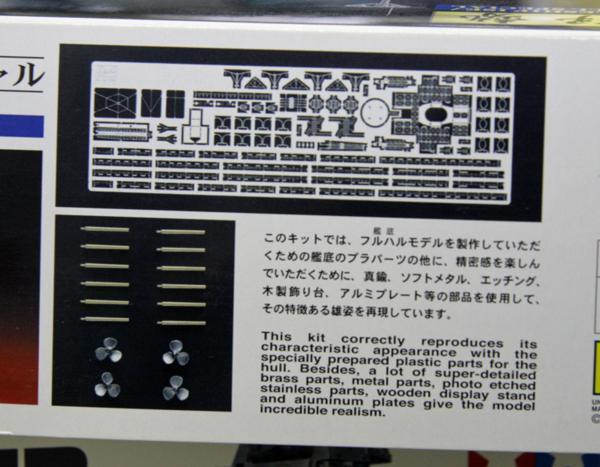 ャル
艦底
このキットでは、フルハルモデルを製作していただ
くための艦底のプラパーツの他に、精密感を楽しん
でいただくために、真鍮、ソフトメタル、エッチング、
木製飾り台、アルミプレート等の部品を使用して、
その特徴ある雄姿を再現しています。
This kit correctly reproduces its
characteristic appearance with the
specially prepared plastic parts for the
hull. Besides, a lot of super-detailed
brass parts, metal parts, photo etched
stainless parts, wooden display stand
and aluminum plates give the model
incredible realism.
UN
MA
©